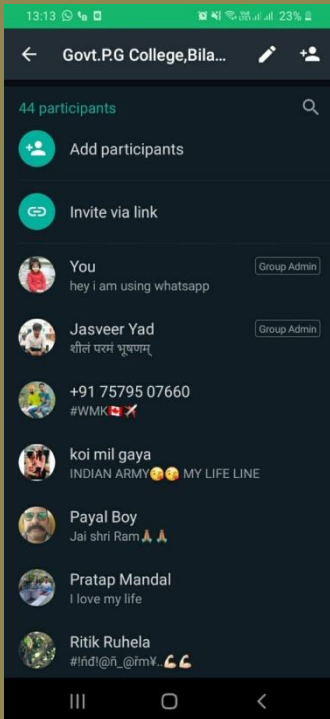 13:13 23%
Govt.P.G College,Bila...
44 participants
Add participants
Invite via link
You Group Admin
hey i am using whatsapp
Jasveer Yad Group Admin
शीलं परमं भूषणम्
+91 75795 07660
#WMK🇨🇦✈️
koi mil gaya
INDIAN ARMY😘😘 MY LIFE LINE
Payal Boy
Jai shri Ram🙏🏽🙏🏽
Pratap Mandal
I love my life
Ritik Ruhela
#!ñđ!@ñ_@řm¥..💪🏻💪🏻